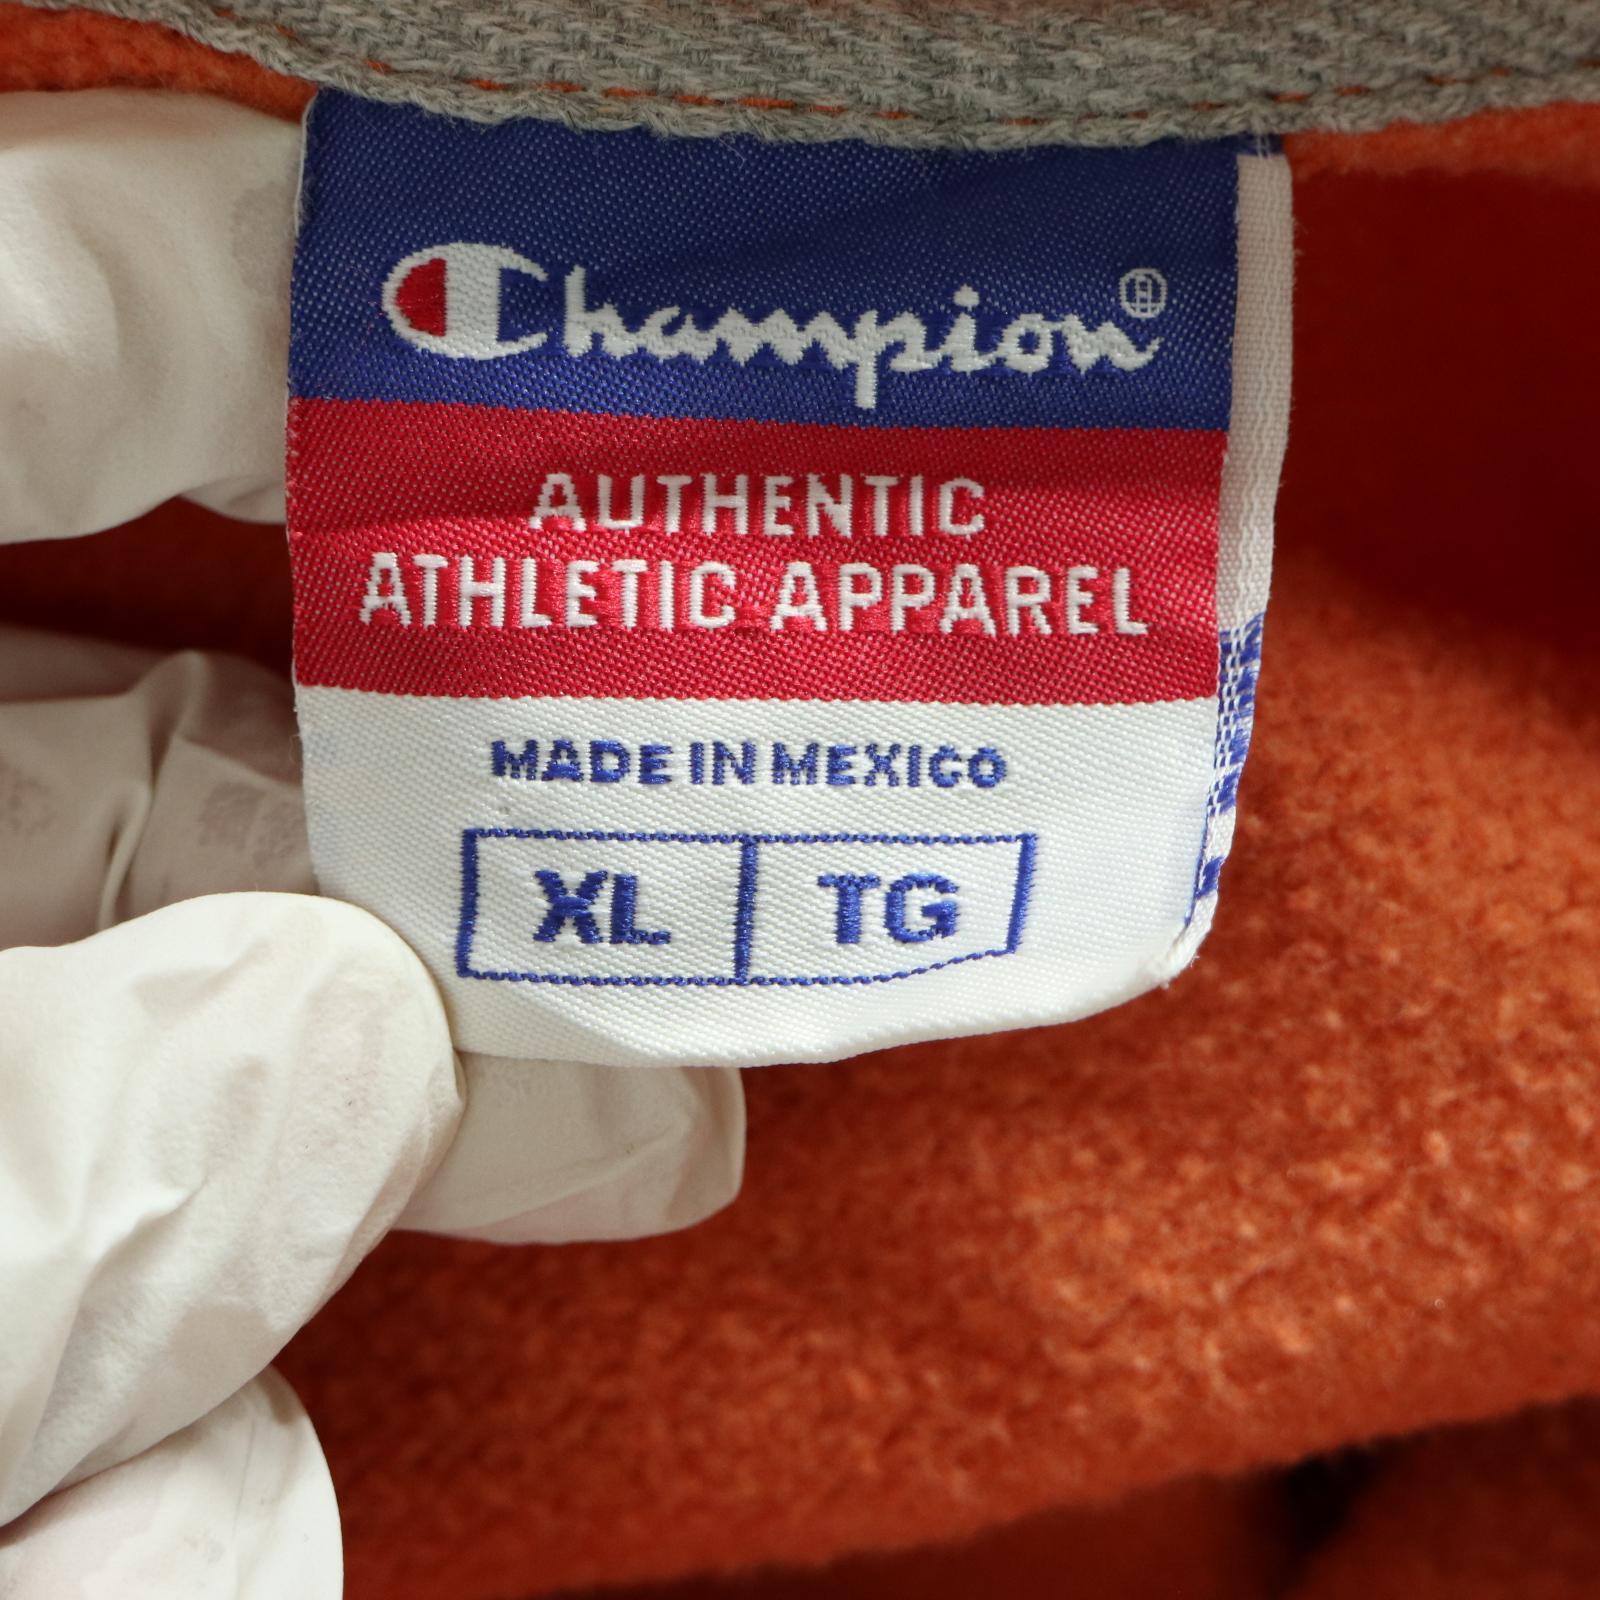 Champion®
AUTHENTIC
ATHLETIC APPAREL
MADE IN MEXICO
XL TG